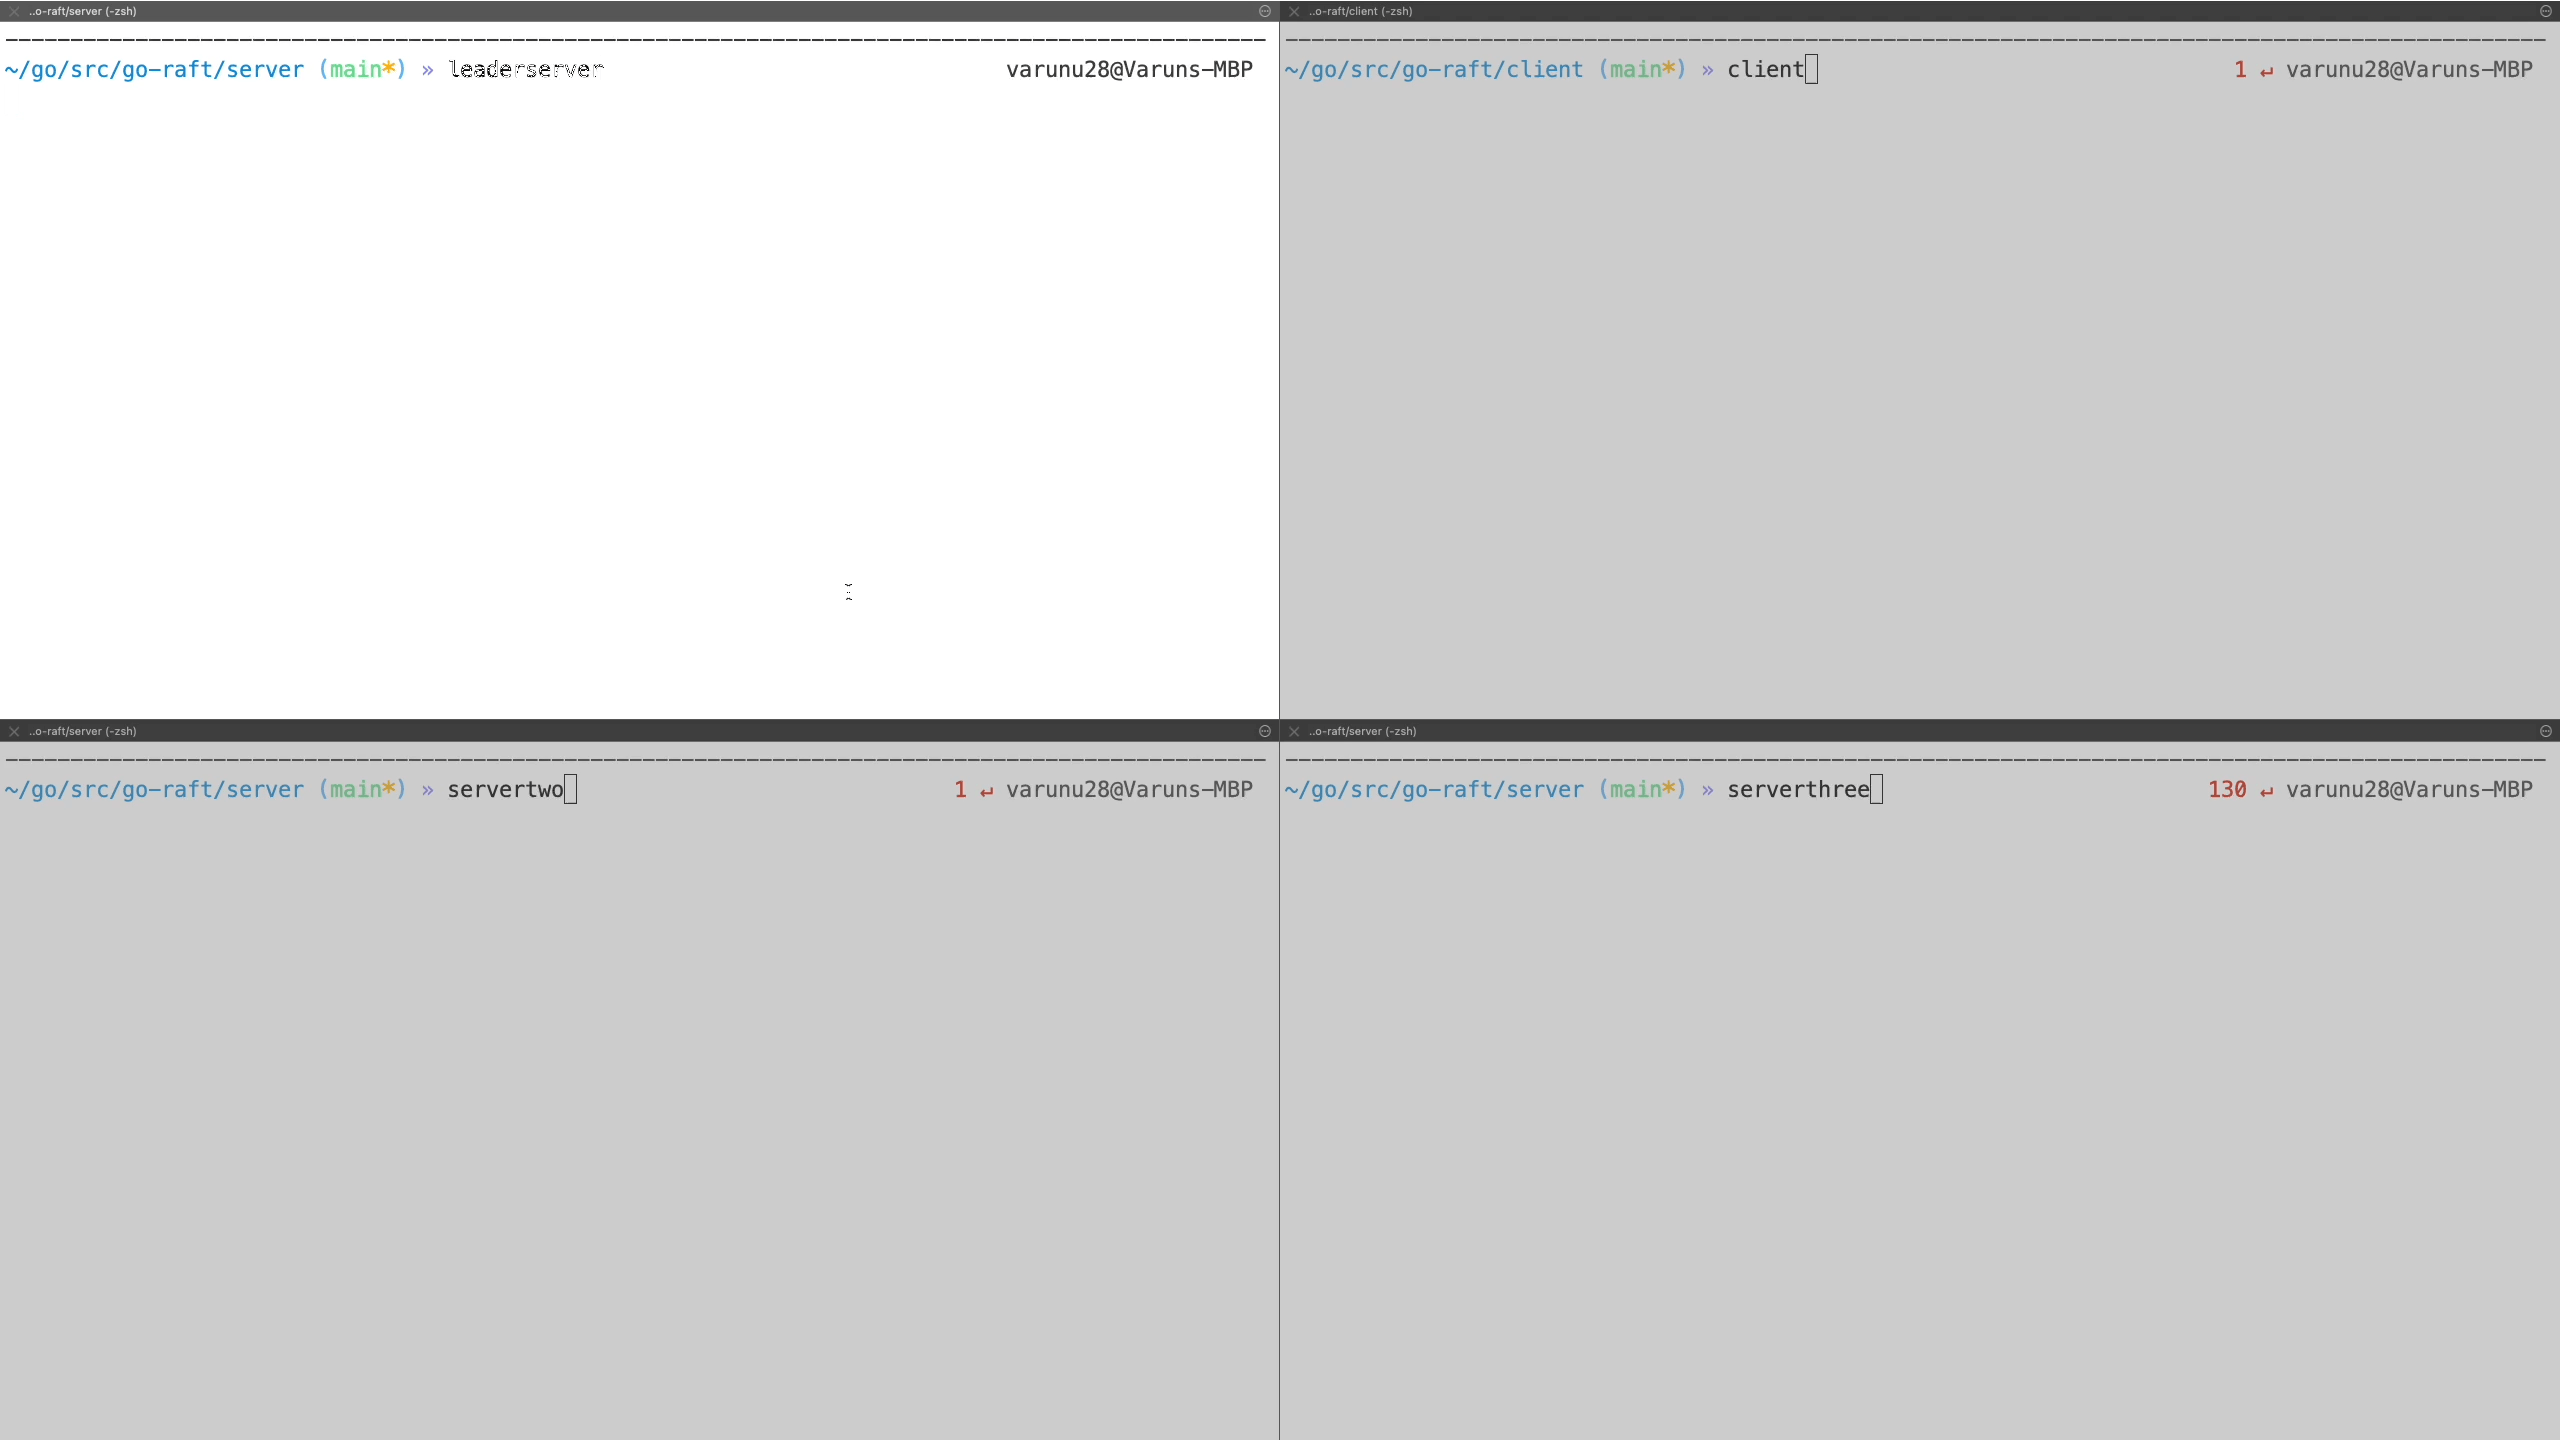 ..o-raft/server (-zsh)
~/go/src/go-raft/server (main*) » leaderserver varunu28@Varuns-MBP
..o-raft/client (-zsh)
~/go/src/go-raft/client (main*) » client 1 ↵ varunu28@Varuns-MBP
..o-raft/server (-zsh)
~/go/src/go-raft/server (main*) » servertwo 1 ↵ varunu28@Varuns-MBP
..o-raft/server (-zsh)
~/go/src/go-raft/server (main*) » serverthree 130 ↵ varunu28@Varuns-MBP